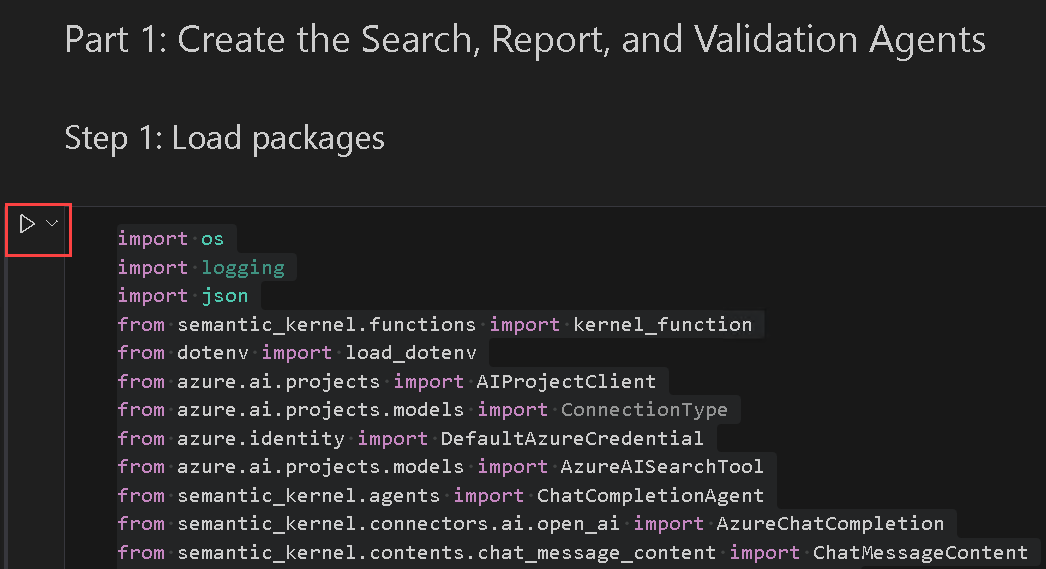 Part 1: Create the Search, Report, and Validation Agents
Step 1: Load packages
import os
import logging
import json
from semantic_kernel.functions import kernel_function
from dotenv import load_dotenv
from azure.ai.projects import AIProjectClient
from azure.ai.projects.models import ConnectionType
from azure.identity import DefaultAzureCredential
from azure.ai.projects.models import AzureAISearchTool
from semantic_kernel.agents import ChatCompletionAgent
from semantic_kernel.connectors.ai.open_ai import AzureChatCompletion
from semantic_kernel.contents.chat_message_content import ChatMessageContent